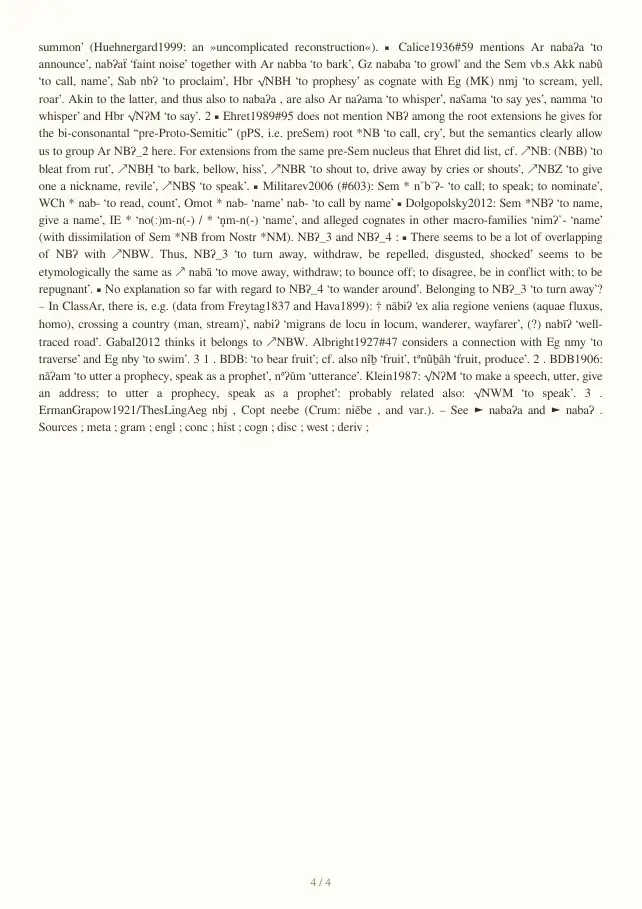 summon’ (Huehnergard1999: an »uncomplicated reconstruction«). ▪ Calice1936#59 mentions Ar nabaʔa ‘to
announce’, nabʔaẗ ‘faint noise’ together with Ar nabba ‘to bark’, Gz nababa ‘to growl’ and the Sem vb.s Akk nabû
‘to call, name’, Sab nbʔ ‘to proclaim’, Hbr √NBH ‘to prophesy’ as cognate with Eg (MK) nmj ‘to scream, yell,
roar’. Akin to the latter, and thus also to nabaʔa , are also Ar naʔama ‘to whisper’, naʕama ‘to say yes’, namma ‘to
whisper’ and Hbr √NʔM ‘to say’. 2 ▪ Ehret1989#95 does not mention NBʔ among the root extensions he gives for
the bi-consonantal “pre-Proto-Semitic” (pPS, i.e. preSem) root *NB ‘to call, cry’, but the semantics clearly allow
us to group Ar NBʔ_2 here. For extensions from the same pre-Sem nucleus that Ehret did list, cf. ↗NB: (NBB) ‘to
bleat from rut’, ↗NBḤ ‘to bark, bellow, hiss’, ↗NBR ‘to shout to, drive away by cries or shouts’, ↗NBZ ‘to give
one a nickname, revile’, ↗NBṢ ‘to speak’. ▪ Militarev2006 (#603): Sem * n˘b˘ʔ- ‘to call; to speak; to nominate’,
WCh * nab- ‘to read, count’, Omot * nab- ‘name’ nab- ‘to call by name’ ▪ Dolgopolsky2012: Sem *NBʔ ‘to name,
give a name’, IE * ‘no(:)m-n(-) / * ‘ņm-n(-) ‘name’, and alleged cognates in other macro-families ‘nimʔ˘- ‘name’
(with dissimilation of Sem *NB from Nostr *NM). NBʔ_3 and NBʔ_4 : ▪ There seems to be a lot of overlapping
of NBʔ with ↗NBW. Thus, NBʔ_3 ‘to turn away, withdraw, be repelled, disgusted, shocked’ seems to be
etymologically the same as ↗ nabā ‘to move away, withdraw; to bounce off; to disagree, be in conflict with; to be
repugnant’. ▪ No explanation so far with regard to NBʔ_4 ‘to wander around’. Belonging to NBʔ_3 ‘to turn away’?
– In ClassAr, there is, e.g. (data from Freytag1837 and Hava1899): † nābiʔ ‘ex alia regione veniens (aquae fluxus,
homo), crossing a country (man, stream)’, nabiʔ ‘migrans de locu in locum, wanderer, wayfarer’, (?) nabīʔ ‘well-
traced road’. Gabal2012 thinks it belongs to ↗NBW. Albright1927#47 considers a connection with Eg nmy ‘to
traverse’ and Eg nby ‘to swim’. 3 1 . BDB: ‘to bear fruit’; cf. also nîḇ ‘fruit’, tᵊnûḇâh ‘fruit, produce’. 2 . BDB1906:
nāʔam ‘to utter a prophecy, speak as a prophet’, nᵊʔūm ‘utterance’. Klein1987: √NʔM ‘to make a speech, utter, give
an address; to utter a prophecy, speak as a prophet’: probably related also: √NWM ‘to speak’. 3 .
ErmanGrapow1921/ThesLingAeg nbj , Copt neebe (Crum: niēbe , and var.). – See ► nabaʔa and ► nabaʔ .
Sources ; meta ; gram ; engl ; conc ; hist ; cogn ; disc ; west ; deriv ;
4 / 4